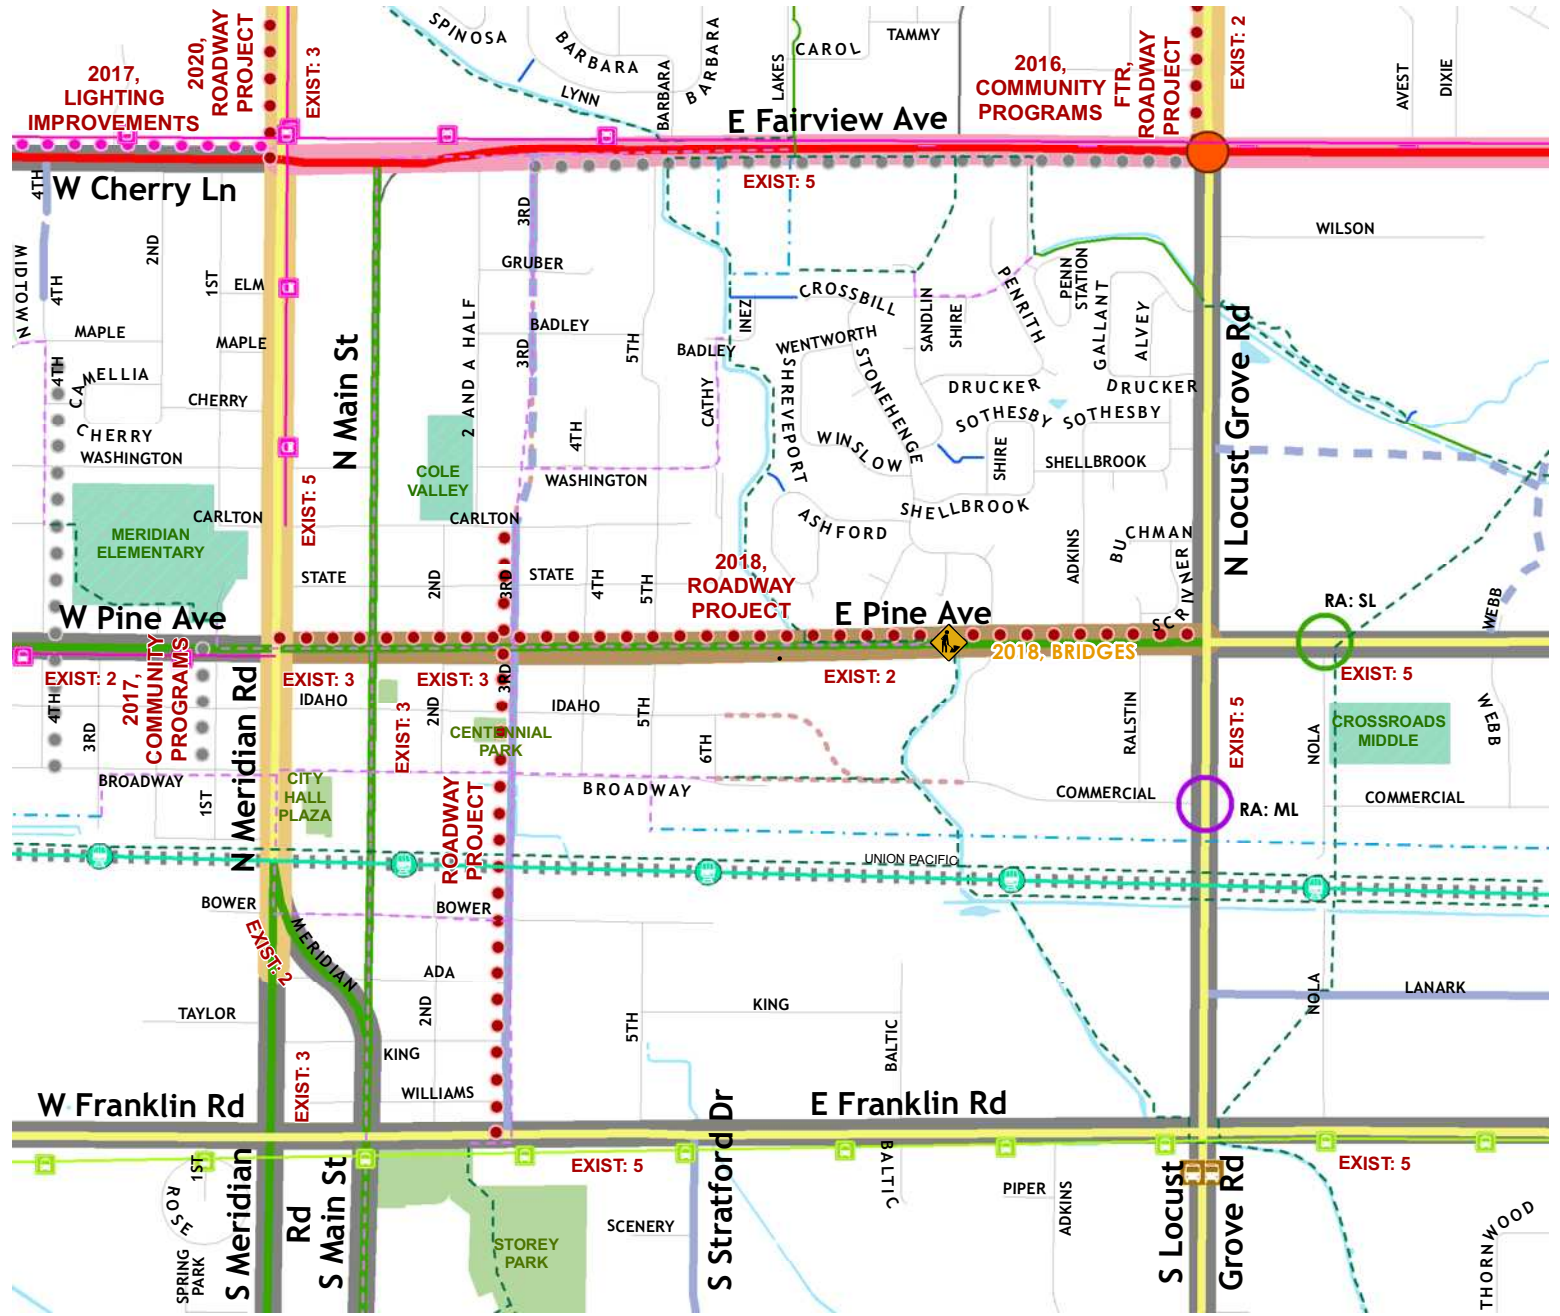 SPINOSA
BARBARA
BARBARA
BARBARA
LYNN
LAKES
CAROL
TAMMY
AVEST
DIXIE
2020,
ROADWAY
PROJECT
EXIST: 3
2017,
LIGHTING
IMPROVEMENTS
2016,
COMMUNITY
PROGRAMS
FTR,
ROADWAY
PROJECT
EXIST: 2
E Fairview Ave
W Cherry Ln
EXIST: 5
4TH
MIDTOWN
4TH
2ND
1ST
ELM
MAPLE
MAPLE
4TH
CAMELLIA
CHERRY
CHERRY
WASHINGTON
N Main St
2 AND A HALF
3RD
GRUBER
BADLEY
3RD
5TH
BADLEY
CATHY
INEZ
4TH
WASHINGTON
CROSSBILL
WENTWORTH
SHREVEPORT
STONEHENGE
WINSLOW
ASHFORD
SANDLIN
SHIRE
PENRITH
PENN
STATION
GALLANT
ALVEY
DRUCKER
DRUCKER
SOTHESBY
SOTHESBY
SHIRE
SHELLBROOK
SHELLBROOK
WILSON
N Locust Grove Rd
MERIDIAN
ELEMENTARY
COLE
VALLEY
CARLTON
CARLTON
EXIST: 5
STATE
2ND
3RD
STATE
4TH
5TH
2018,
ROADWAY
PROJECT
ADKINS
BUCHMAN
SCRIVNER
W Pine Ave
E Pine Ave
RA: SL
WEBB
2018, BRIDGES
EXIST: 2
EXIST: 3
EXIST: 3
EXIST: 2
EXIST: 5
2017,
COMMUNITY
PROGRAMS
4TH
3RD
N Meridian Rd
IDAHO
EXIST: 3
2ND
3RD
IDAHO
5TH
6TH
CENTENNIAL
PARK
RALSTIN
EXIST: 5
NOLA
CROSSROADS
MIDDLE
WEBB
BROADWAY
1ST
CITY
HALL
PLAZA
ROADWAY
PROJECT
BROADWAY
COMMERCIAL
RA: ML
COMMERCIAL
UNION PACIFIC
BOWER
BOWER
EXIST: 2
MERIDIAN
ADA
2ND
TAYLOR
KING
KING
5TH
BALTIC
NOLA
LANARK
EXIST: 3
WILLIAMS
W Franklin Rd
E Franklin Rd
S Stratford Dr
EXIST: 5
EXIST: 5
1ST
ROSE
SPRING
PARK
S Meridian
Rd
S Main St
STOREY
PARK
SCENERY
BALTIC
PIPER
ADKINS
S Locust
Grove Rd
THORNWOOD